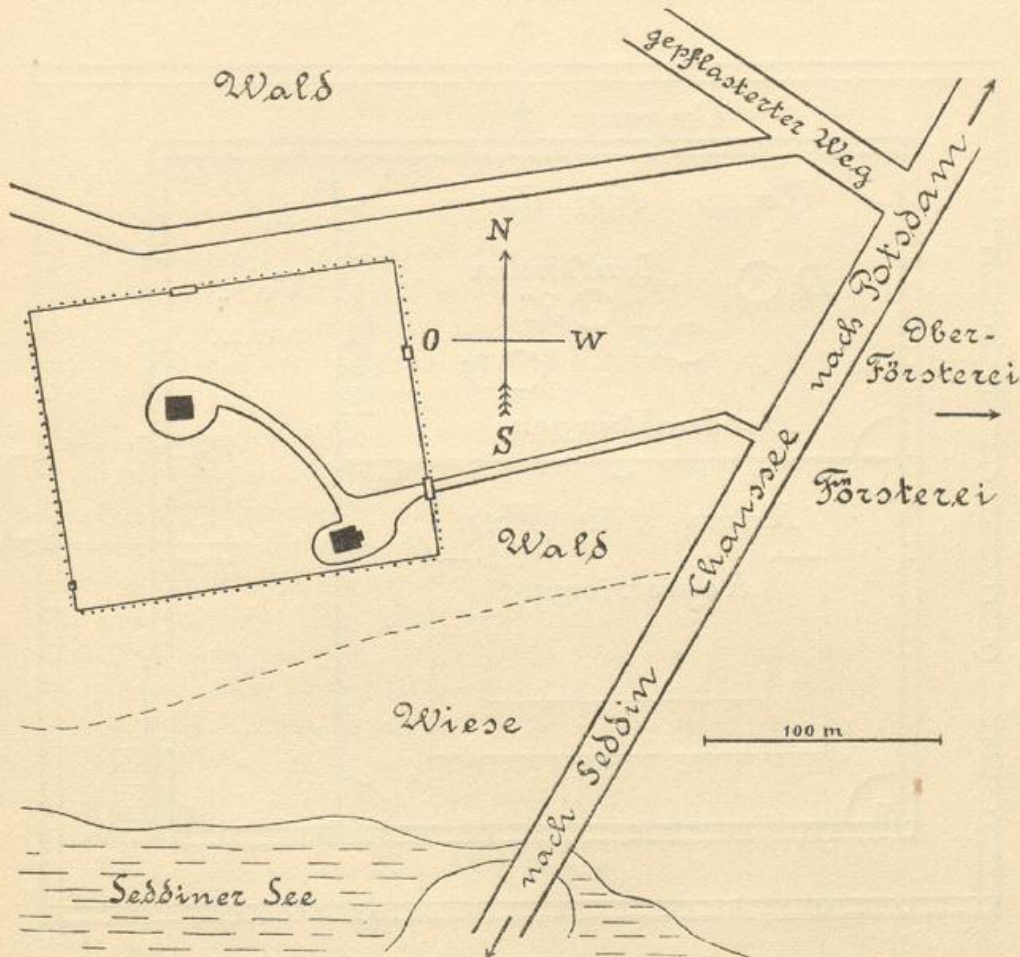 Wald
gepflasterter Weg
N
O
W
S
nach Potsdam
Ober-
Försterei
Chaussee
Försterei
Wald
Wiese
100 m
nach Seddin
Seddiner See